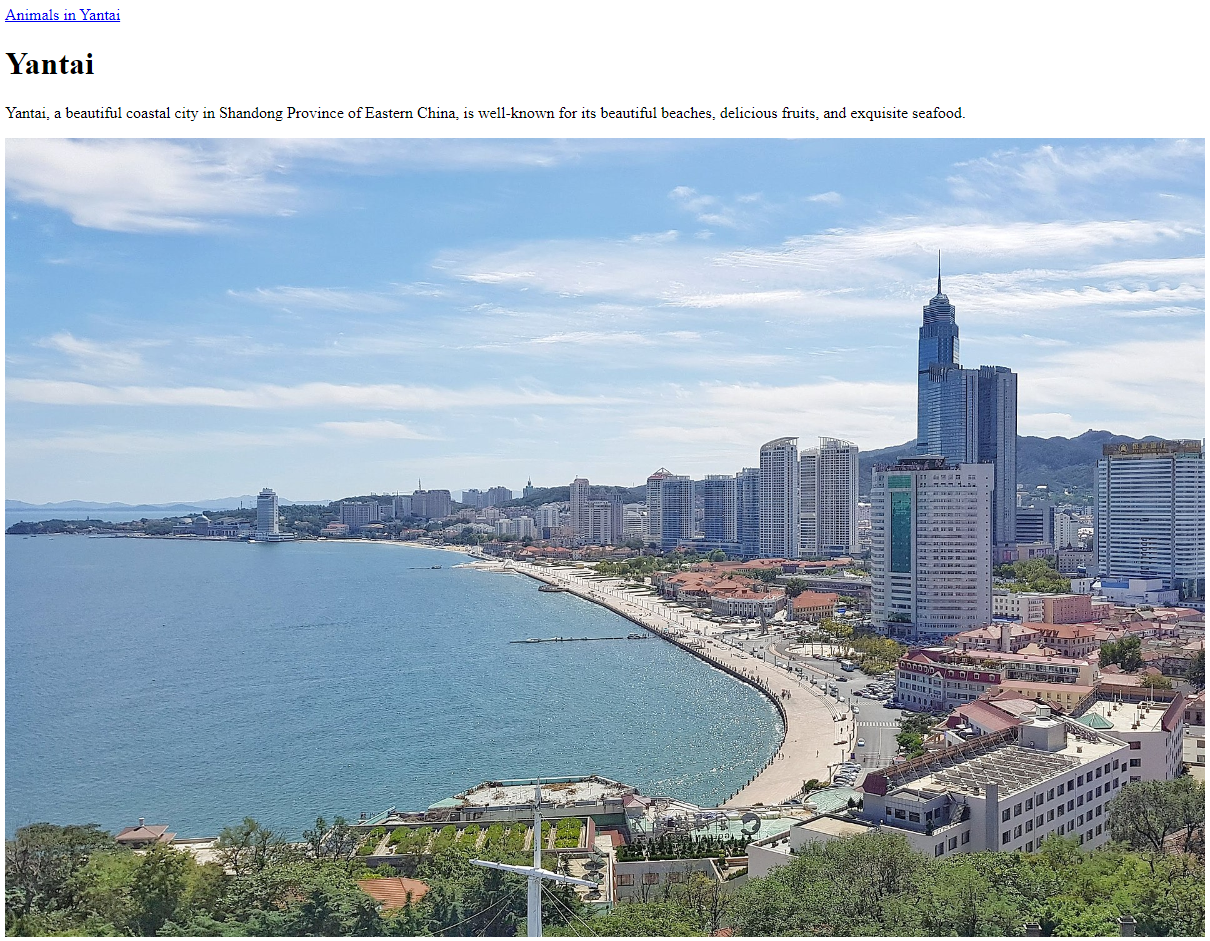 Animals in Yantai
Yantai
Yantai, a beautiful coastal city in Shandong Province of Eastern China, is well-known for its beautiful beaches, delicious fruits, and exquisite seafood.